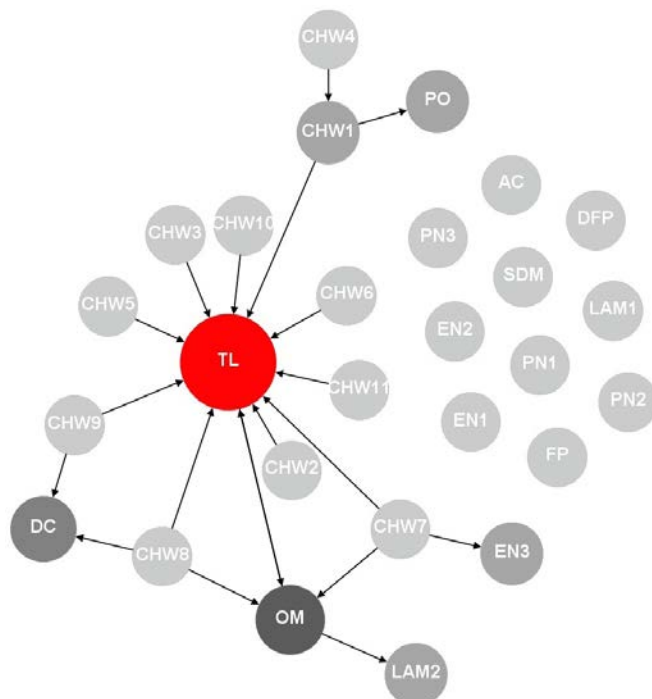 CHW4
PO
CHW1
AC
DFP
CHW3
CHW10
PN3
SDM
CHW5
CHW6
LAM1
EN2
TL
PN1
CHW11
PN2
CHW9
EN1
CHW2
FP
DC
CHW8
CHW7
EN3
OM
LAM2